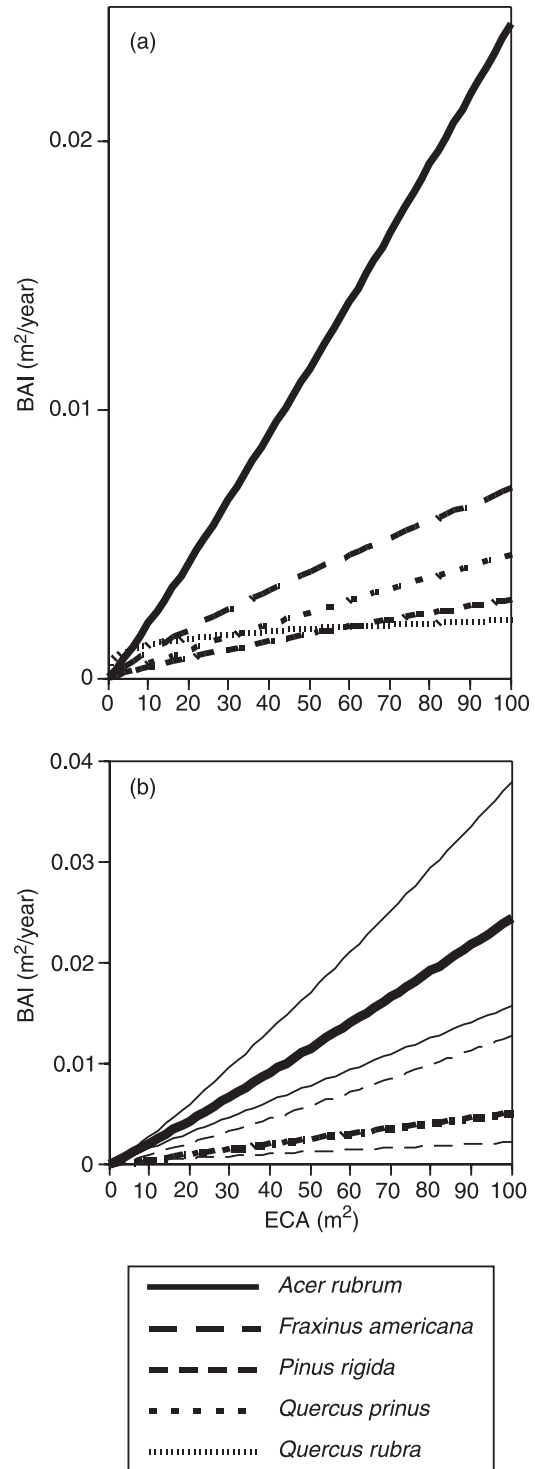 (a)
0.02
0.01
0
BAI (m²/year)
0 10 20 30 40 50 60 70 80 90 100
(b)
0.04
0.03
0.02
0.01
0
BAI (m²/year)
0 10 20 30 40 50 60 70 80 90 100
ECA (m²)
Acer rubrum
Fraxinus americana
Pinus rigida
Quercus prinus
Quercus rubra